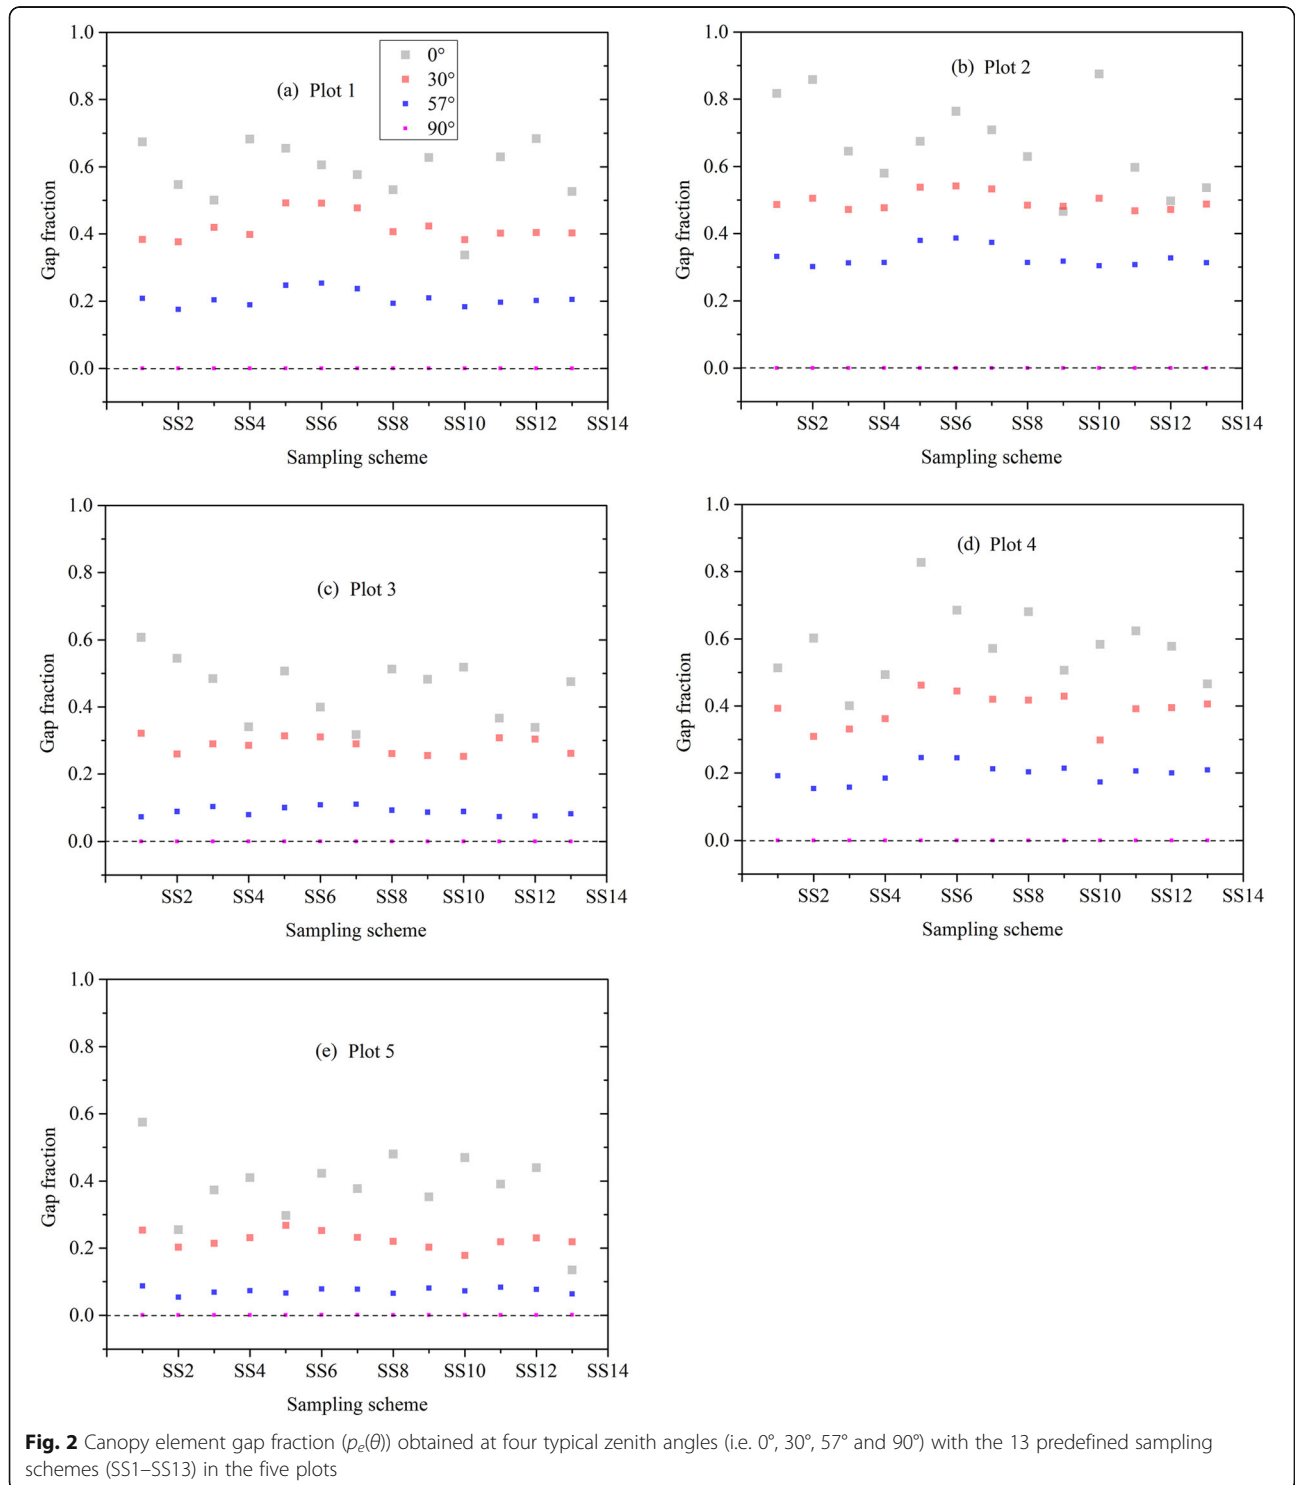 1.0
0.8
0.6
0.4
0.2
0.0
Gap fraction
(a) Plot 1
0°
30°
57°
90°
SS2 SS4 SS6 SS8 SS10 SS12 SS14
Sampling scheme
1.0
0.8
0.6
0.4
0.2
0.0
Gap fraction
(b) Plot 2
SS2 SS4 SS6 SS8 SS10 SS12 SS14
Sampling scheme
1.0
0.8
0.6
0.4
0.2
0.0
Gap fraction
(c) Plot 3
SS2 SS4 SS6 SS8 SS10 SS12 SS14
Sampling scheme
1.0
0.8
0.6
0.4
0.2
0.0
Gap fraction
(d) Plot 4
SS2 SS4 SS6 SS8 SS10 SS12 SS14
Sampling scheme
1.0
0.8
0.6
0.4
0.2
0.0
Gap fraction
(e) Plot 5
SS2 SS4 SS6 SS8 SS10 SS12 SS14
Sampling scheme
Fig. 2 Canopy element gap fraction (pe(θ)) obtained at four typical zenith angles (i.e. 0°, 30°, 57° and 90°) with the 13 predefined sampling
schemes (SS1–SS13) in the five plots